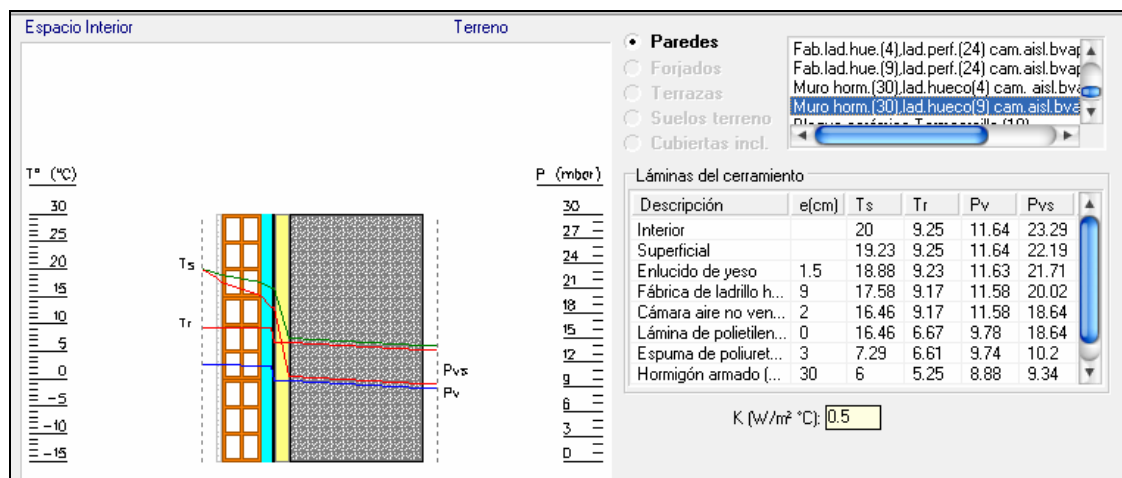 Espacio Interior Terreno
Paredes
Forjados
Terrazas
Suelos terreno
Cubiertas incl.
Fab.lad.hue.(4),lad.perf.(24) cam.aisl.bvap
Fab.lad.hue.(9),lad.perf.(24) cam.aisl.bvap
Muro horm.(30),lad.hueco(4) cam. aisl.bva
Muro horm.(30),lad.hueco(9) cam.aisl.bva
Tª (ºC) P (mbar)
30 30
25 27
20 24
15 21
10 18
5 15
0 12
-5 9
-10 6
-15 3
0
Ts
Tr
Pvs
Pv
Láminas del cerramiento
Descripción e(cm) Ts Tr Pv Pvs
Interior 20 9.25 11.64 23.29
Superficial 19.23 9.25 11.64 22.19
Enlucido de yeso 1.5 18.88 9.23 11.63 21.71
Fábrica de ladrillo h... 9 17.58 9.17 11.58 20.02
Cámara aire no ven... 2 16.46 9.17 11.58 18.64
Lámina de polietilen... 0 16.46 6.67 9.78 18.64
Espuma de poliuret... 3 7.29 6.61 9.74 10.2
Hormigón armado (... 30 6 5.25 8.88 9.34
K (W/m² ºC): 0.5